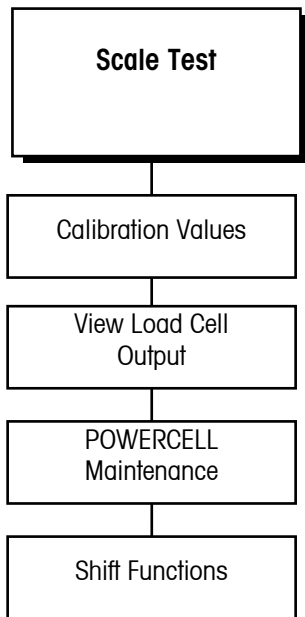 Scale Test
Calibration Values
View Load Cell
Output
POWERCELL
Maintenance
Shift Functions